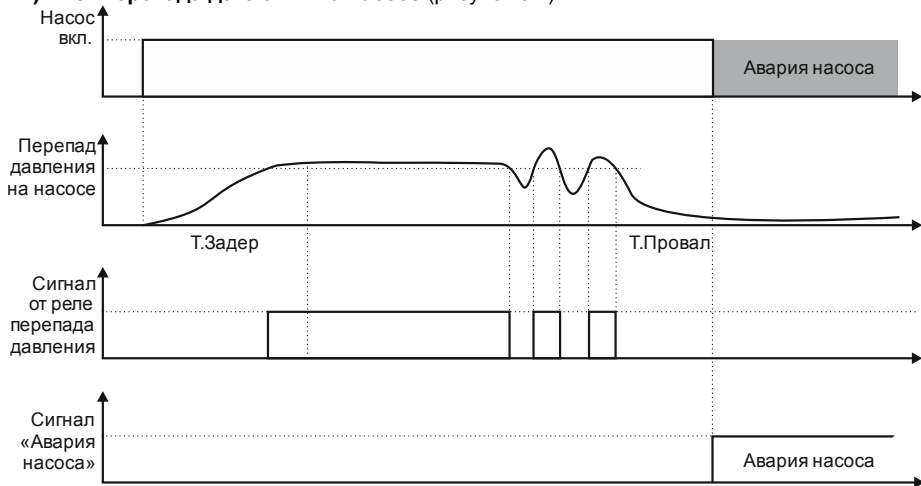 Насос
вкл.
Авария насоса
Перепад
давления
на насосе
Т.Задер
Т.Провал
Сигнал
от реле
перепада
давления
Сигнал
«Авария
насоса»
Авария насоса